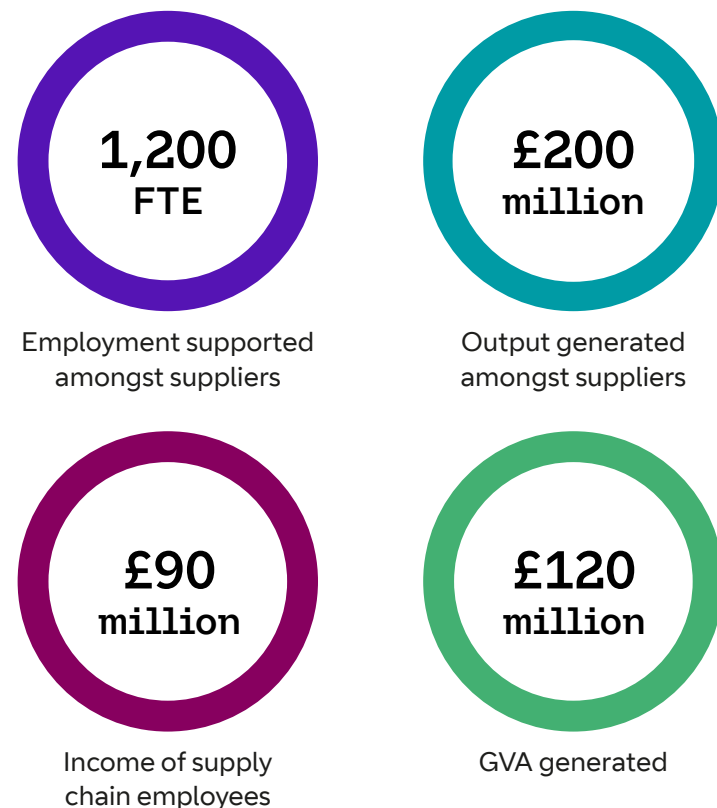 1,200
FTE
Employment supported
amongst suppliers
£200
million
Output generated
amongst suppliers
£90
million
Income of supply
chain employees
£120
million
GVA generated